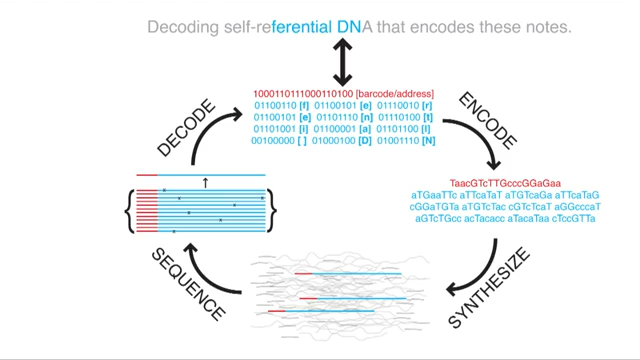 Decoding self-referential DNA that encodes these notes.
1000110111000110100 [barcode/address]
01100110 [f] 01100101 [e] 01110010 [r]
01100101 [e] 01101110 [n] 01110100 [t]
01101001 [i] 01100001 [a] 01101100 [l]
00100000 [ ] 01000100 [D] 01001110 [N]
DECODE
ENCODE
TaacGTcTTGcccGGaGaa
aTGaaTTc aTTcaTaT aTGTcaGa aTTcaTaG
cGGaTGTa aTGTcTac cGTcTcaT aGGcccaT
aGTcTGcc acTacacc aTacaTaa cTccGTTa
SEQUENCE
SYNTHESIZE